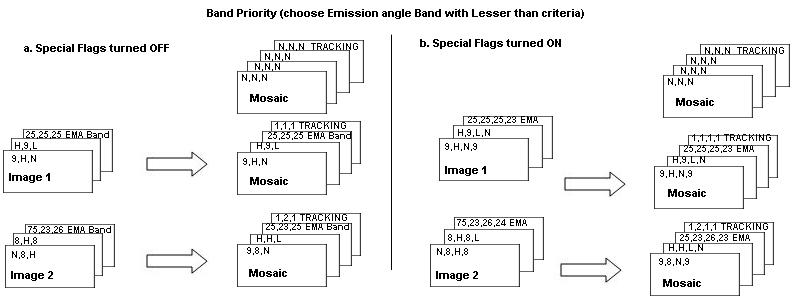 Band Priority (choose Emission angle Band with Lesser than criteria)
a. Special Flags turned OFF
N,N,N TRACKING
N,N,N
N,N,N
N,N,N
Mosaic
25,25,25 EMA Band
H,9,L
9,H,N
Image 1
1,1,1 TRACKING
25,25,25 EMA Band
H,9,L
9,H,N
Mosaic
75,23,26 EMA Band
8,H,8
N,8,H
Image 2
1,2,1 TRACKING
25,23,25 EMA Band
H,H,L
9,8,N
Mosaic
b. Special Flags turned ON
N,N,N TRACKING
N,N,N
N,N,N
N,N,N
Mosaic
25,25,25,23 EMA
H,9,L,N
9,H,N,9
Image 1
1,1,1,1 TRACKING
25,25,25,23 EMA
H,9,L,N
9,H,N,9
Mosaic
75,23,26,24 EMA
8,H,8,L
N,8,H,8
Image 2
1,2,1,1 TRACKING
25,23,26,23 EMA
H,H,L,N
9,8,N,9
Mosaic